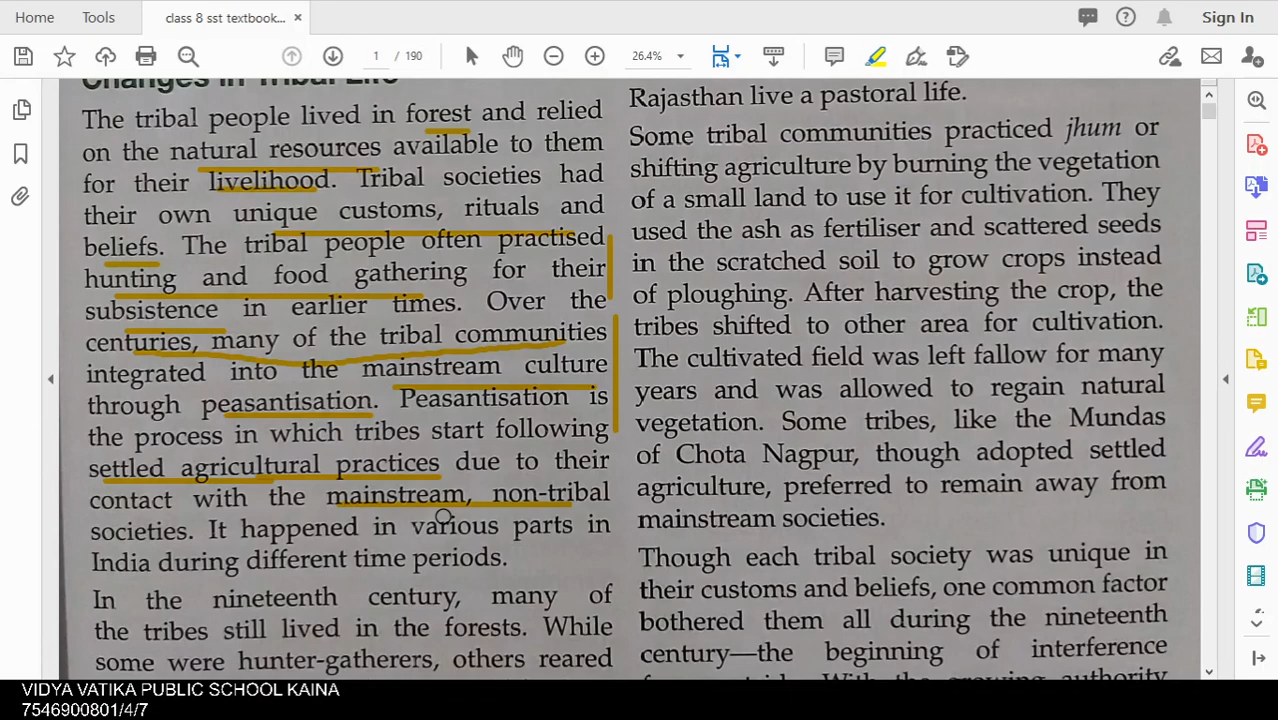 Home
Tools
class 8 sst textbook...
×
Sign In
1 / 190
26.4%
Changes in Tribal Life
The tribal people lived in forest and relied
on the natural resources available to them
for their livelihood. Tribal societies had
their own unique customs, rituals and
beliefs. The tribal people often practised
hunting and food gathering for their
subsistence in earlier times. Over the
centuries, many of the tribal communities
integrated into the mainstream culture
through peasantisation. Peasantisation is
the process in which tribes start following
settled agricultural practices due to their
contact with the mainstream, non-tribal
societies. It happened in various parts in
India during different time periods.
In the nineteenth century, many of
the tribes still lived in the forests. While
some were hunter-gatherers, others reared
Rajasthan live a pastoral life.
Some tribal communities practiced jhum or
shifting agriculture by burning the vegetation
of a small land to use it for cultivation. They
used the ash as fertiliser and scattered seeds
in the scratched soil to grow crops instead
of ploughing. After harvesting the crop, the
tribes shifted to other area for cultivation.
The cultivated field was left fallow for many
years and was allowed to regain natural
vegetation. Some tribes, like the Mundas
of Chota Nagpur, though adopted settled
agriculture, preferred to remain away from
mainstream societies.
Though each tribal society was unique in
their customs and beliefs, one common factor
bothered them all during the nineteenth
century—the beginning of interference
from outside. With the growing authority
VIDYA VATIKA PUBLIC SCHOOL KAINA
7546900801/4/7